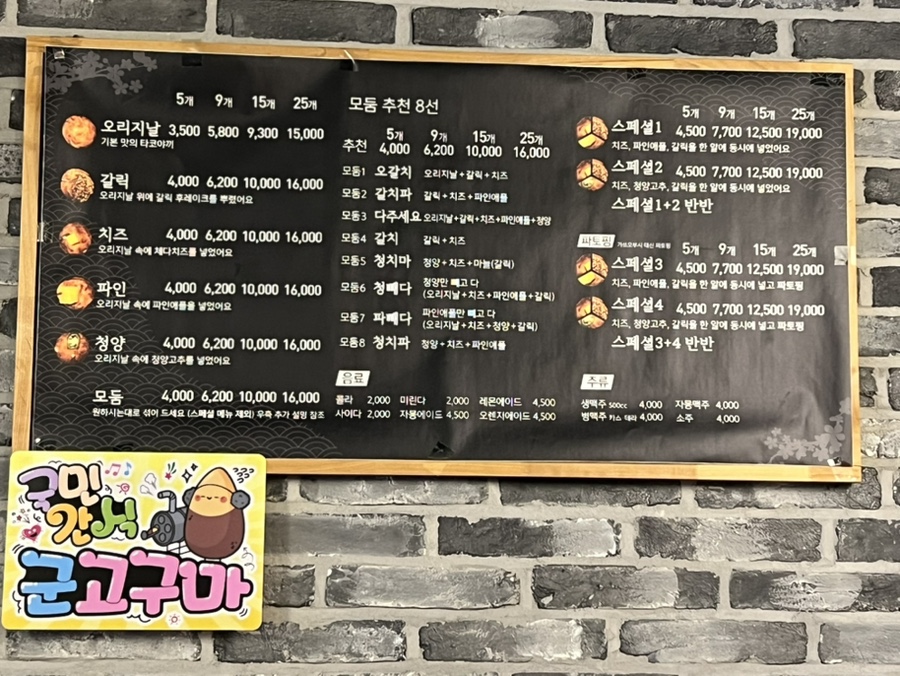 5개 9개 15개 25개
오리지날 3,500 5,800 9,300 15,000
기본 맛의 타코야끼
갈릭 4,000 6,200 10,000 16,000
오리지날 위에 갈릭 후레이크를 뿌렸어요
치즈 4,000 6,200 10,000 16,000
오리지날 속에 체다치즈를 넣었어요
파인 4,000 6,200 10,000 16,000
오리지날 속에 파인애플을 넣었어요
청양 4,000 6,200 10,000 16,000
오리지날 속에 청양고추를 넣었어요
모둠 4,000 6,200 10,000 16,000
원하시는대로 섞어 드세요 (스페셜 메뉴 제외) 우측 추가 설명 참조
모둠 추천 8선
5개 9개 15개 25개
추천 4,000 6,200 10,000 16,000
모둠1 오갈치 오리지날+갈릭+치즈
모둠2 갈치파 갈릭+치즈+파인애플
모둠3 다주세요 오리지날+갈릭+치즈+파인애플+청양
모둠4 갈치 갈릭+치즈
모둠5 청치마 청양+치즈+마늘(갈릭)
모둠6 청빼다 청양만 빼고 다
(오리지날+치즈+파인애플+갈릭)
모둠7 파빼다 파인애플만 빼고 다
(오리지날+치즈+청양+갈릭)
모둠8 청치파 청양+치즈+파인애플
음료
콜라 2,000 미린다 2,000 레몬에이드 4,500
사이다 2,000 자몽에이드 4,500 오렌지에이드 4,500
5개 9개 15개 25개
스페셜1 4,500 7,700 12,500 19,000
치즈, 파인애플, 갈릭을 한 알에 동시에 넣었어요
스페셜2 4,500 7,700 12,500 19,000
치즈, 청양고추, 갈릭을 한 알에 동시에 넣었어요
스페셜1+2 반반
파토핑 가쓰오부시 대신 파토핑
5개 9개 15개 25개
스페셜3 4,500 7,700 12,500 19,000
치즈, 파인애플, 갈릭을 한 알에 동시에 넣고 파토핑
스페셜4 4,500 7,700 12,500 19,000
치즈, 청양고추, 갈릭을 한 알에 동시에 넣고 파토핑
스페셜3+4 반반
주류
생맥주 500cc 4,000 자몽맥주 4,000
병맥주 카스 테라 4,000 소주 4,000
국민
간식
군고구마